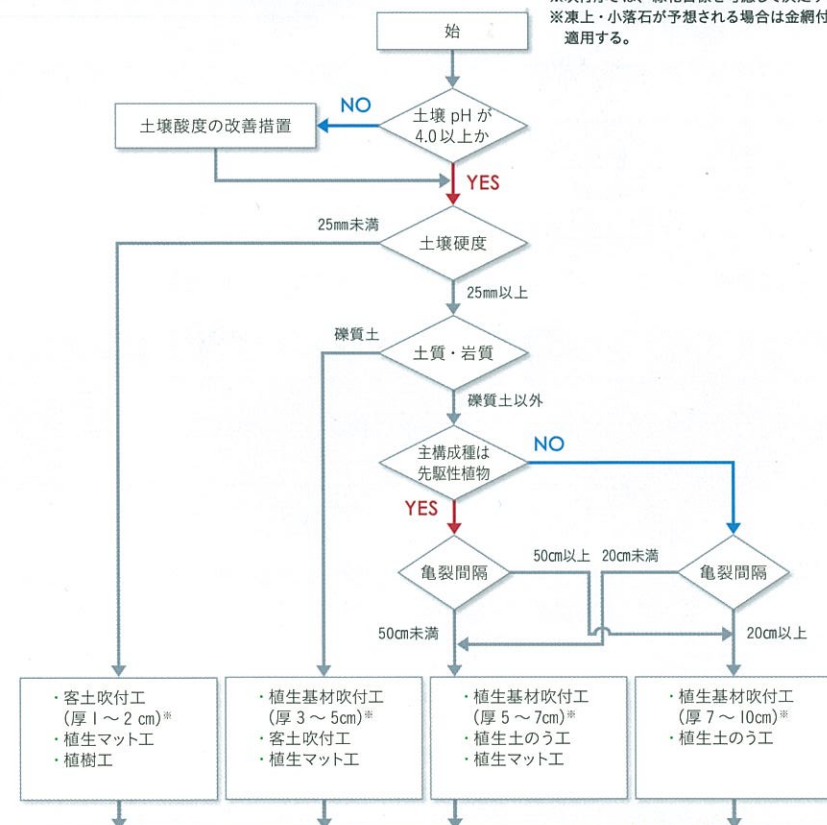 ※凍上・小落石が予想される場合は金網付
適用する。
始
土壌 pH が
4.0以上か
NO
土壌酸度の改善措置
YES
25mm未満
土壌硬度
25mm以上
礫質土
土質・岩質
礫質土以外
主構成種は
先駆性植物
NO
YES
亀裂間隔
50cm以上
20cm未満
亀裂間隔
50cm未満
20cm以上
・客土吹付工
(厚1～2 cm)※
・植生マット工
・植樹工
・植生基材吹付工
(厚3～5cm)※
・客土吹付工
・植生マット工
・植生基材吹付工
(厚5～7cm)※
・植生土のう工
・植生マット工
・植生基材吹付工
(厚7～10cm)※
・植生土のう工